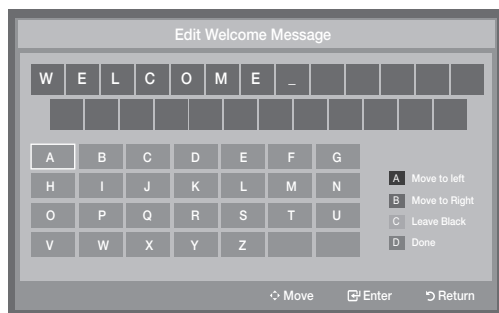 Edit Welcome Message
W E L C O M E _
A B C D E F G
H I J K L M N
O P Q R S T U
V W X Y Z
A Move to left
B Move to Right
C Leave Black
D Done
Move Enter Return